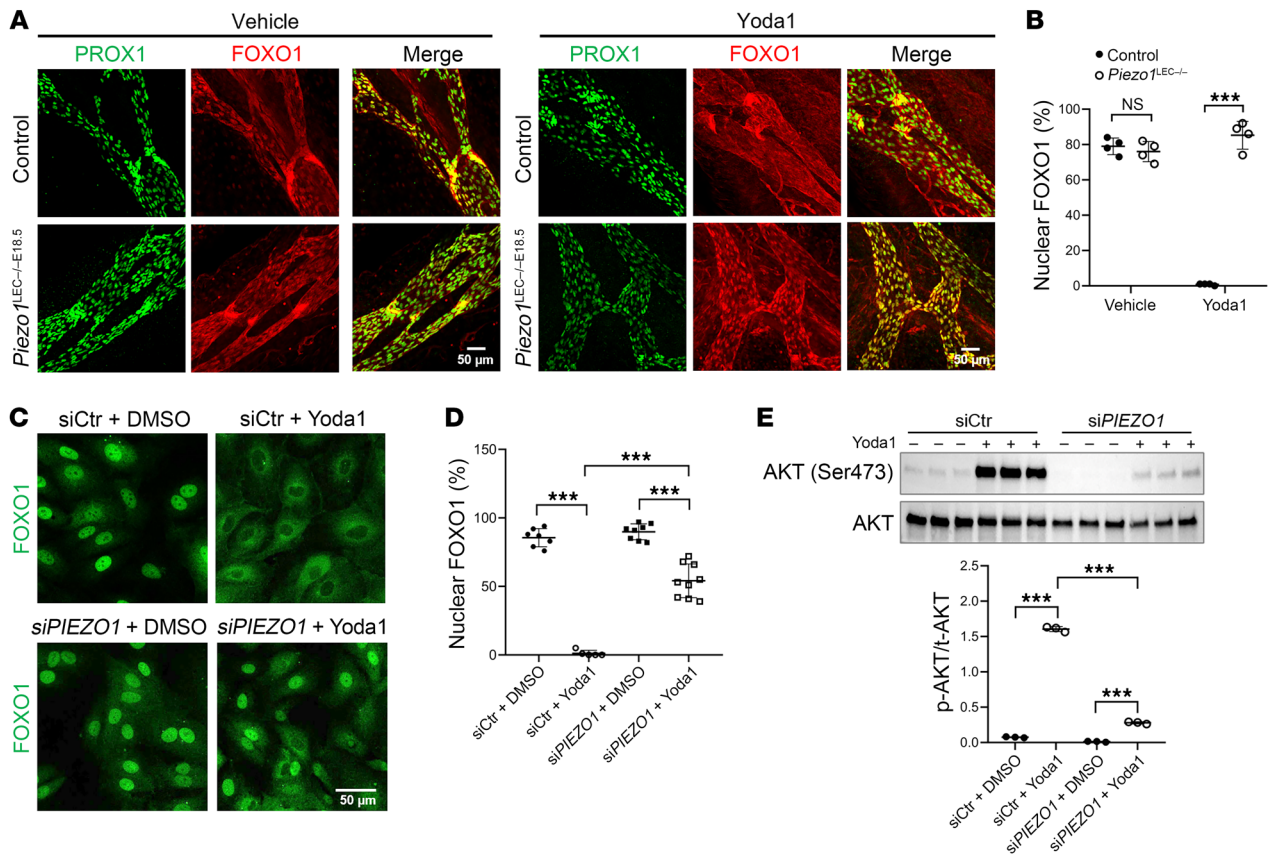 A
Vehicle
Yoda1
PROX1 FOXO1 Merge
PROX1 FOXO1 Merge
Control
Control
Piezo1LEC–/–E18.5
Piezo1LEC–/–E18.5
50 µm
50 µm
B
Control
Piezo1LEC–/–
Nuclear FOXO1 (%)
100
80
60
40
20
0
NS
***
Vehicle Yoda1
C
siCtr + DMSO siCtr + Yoda1
FOXO1
siPIEZO1 + DMSO siPIEZO1 + Yoda1
FOXO1
50 µm
D
Nuclear FOXO1 (%)
150
100
50
0
***
***
***
siCtr + DMSO
siCtr + Yoda1
siPIEZO1 + DMSO
siPIEZO1 + Yoda1
E
siCtr siPIEZO1
Yoda1 – – – + + + – – – + + +
AKT (Ser473)
AKT
p-AKT/t-AKT
2.5
2.0
1.5
1.0
0.5
0.0
***
***
***
siCtr + DMSO
siCtr + Yoda1
siPIEZO1 + DMSO
siPIEZO1 + Yoda1